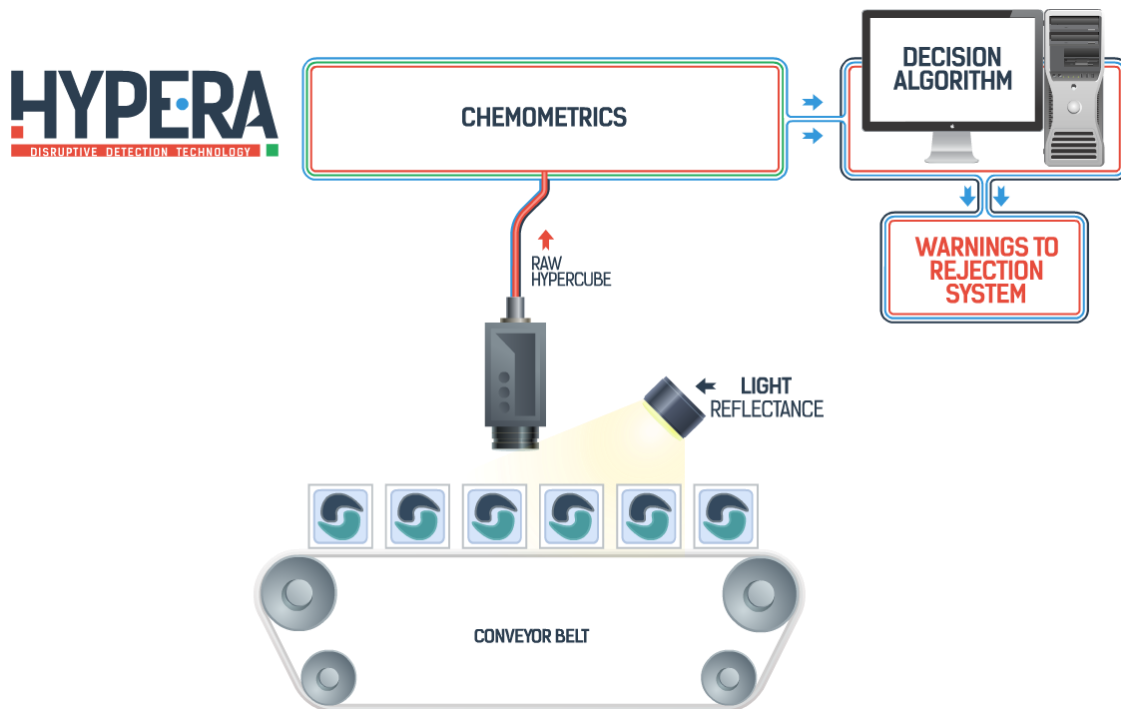 HYPERA
DISRUPTIVE DETECTION TECHNOLOGY
CHEMOMETRICS
DECISION
ALGORITHM
WARNINGS TO
REJECTION
SYSTEM
RAW
HYPERCUBE
LIGHT
REFLECTANCE
CONVEYOR BELT